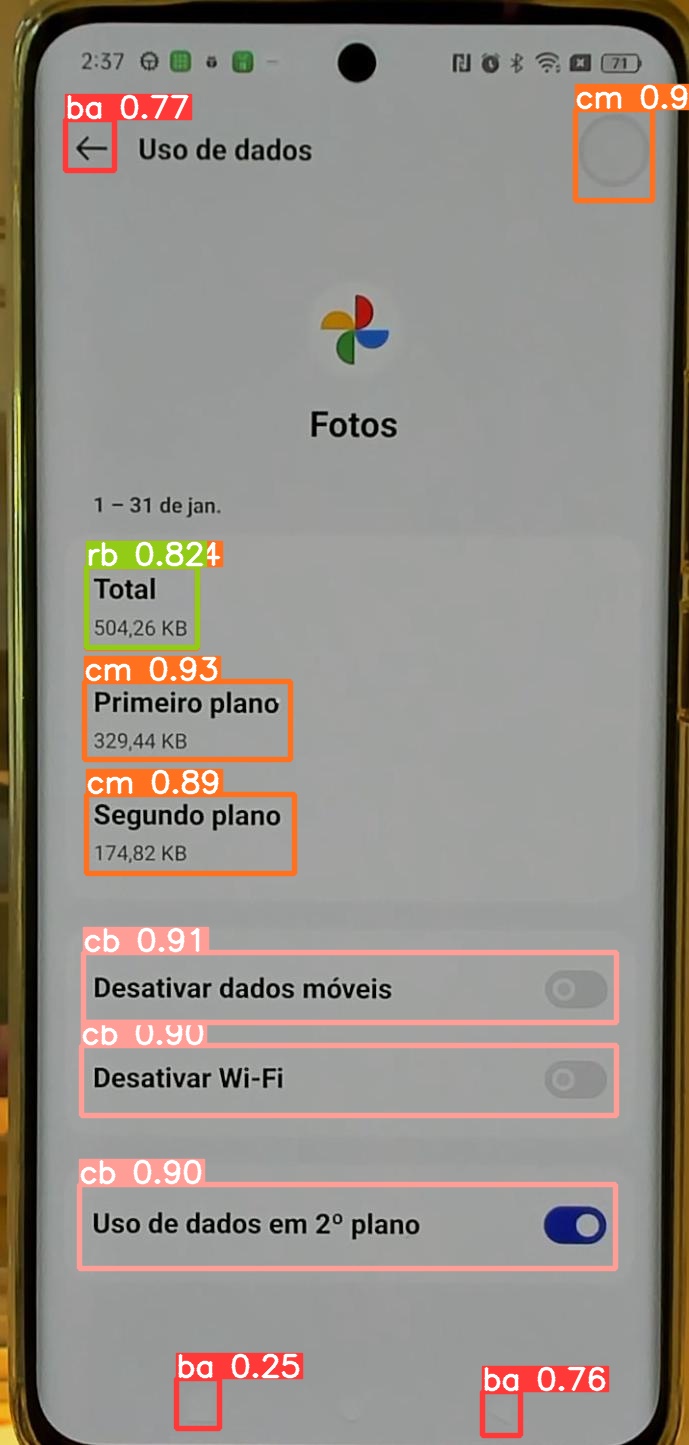 2:37 71
ba 0.77
cm 0.9
Uso de dados
Fotos
1 – 31 de jan.
rb 0.824
Total
504,26 KB
cm 0.93
Primeiro plano
329,44 KB
cm 0.89
Segundo plano
174,82 KB
cb 0.91
Desativar dados móveis
cb 0.90
Desativar Wi-Fi
cb 0.90
Uso de dados em 2º plano
ba 0.25
ba 0.76